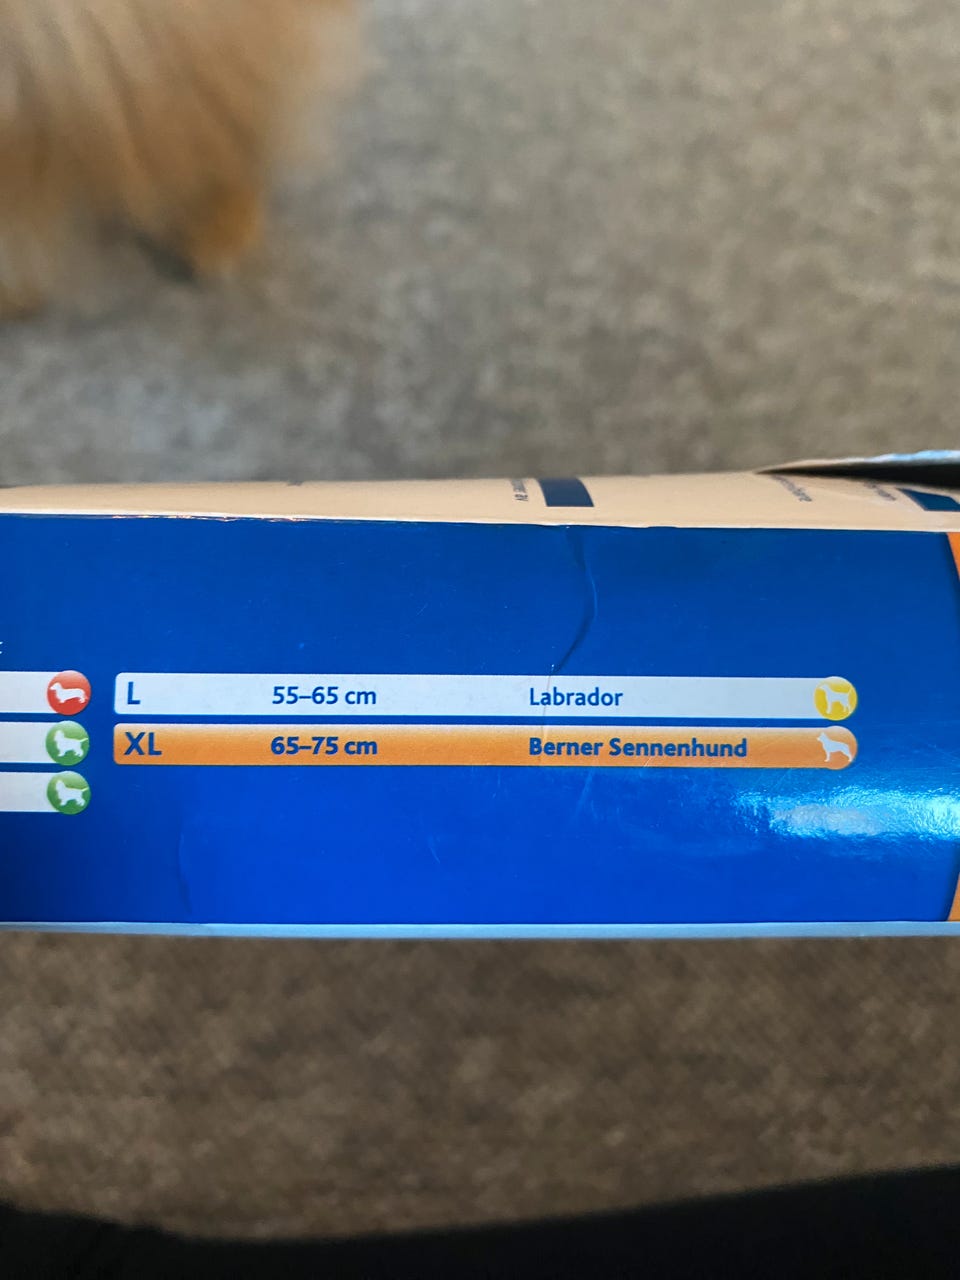 L 55–65 cm Labrador
XL 65–75 cm Berner Sennenhund